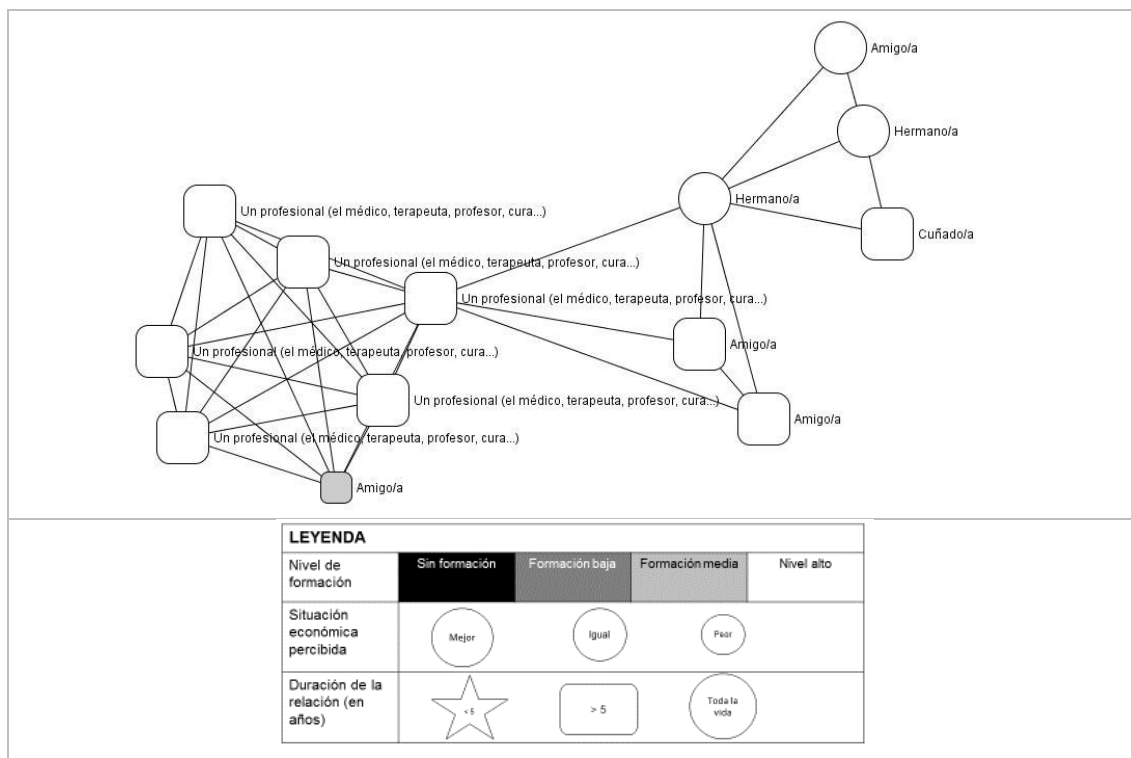 Amigo/a
Hermano/a
Hermano/a
Un profesional (el médico, terapeuta, profesor, cura...)
Cuñado/a
Un profesional (el médico, terapeuta, profesor, cura...)
Un profesional (el médico, terapeuta, profesor, cura...)
Amigo/a
Un profesional (el médico, terapeuta, profesor, cura...)
Un profesional (el médico, terapeuta, profesor, cura...)
Amigo/a
Un profesional (el médico, terapeuta, profesor, cura...)
Amigo/a
LEYENDA
Nivel de
formación
Sin formación
Formación baja
Formación media
Nivel alto
Situación
económica
percibida
Mejor
Igual
Peor
Duración de la
relación (en
años)
< 5
> 5
Toda la
vida